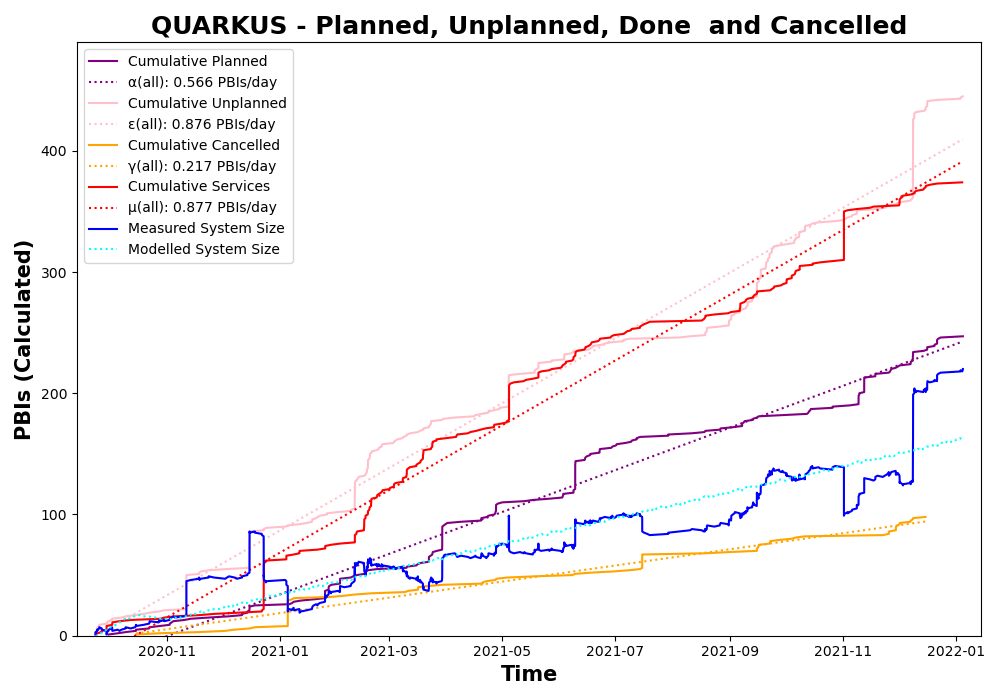 QUARKUS - Planned, Unplanned, Done  and Cancelled
Cumulative Planned
α(all): 0.566 PBIs/day
Cumulative Unplanned
ε(all): 0.876 PBIs/day
Cumulative Cancelled
γ(all): 0.217 PBIs/day
Cumulative Services
μ(all): 0.877 PBIs/day
Measured System Size
Modelled System Size
PBIs (Calculated)
400
300
200
100
0
2020-11 2021-01 2021-03 2021-05 2021-07 2021-09 2021-11 2022-01
Time